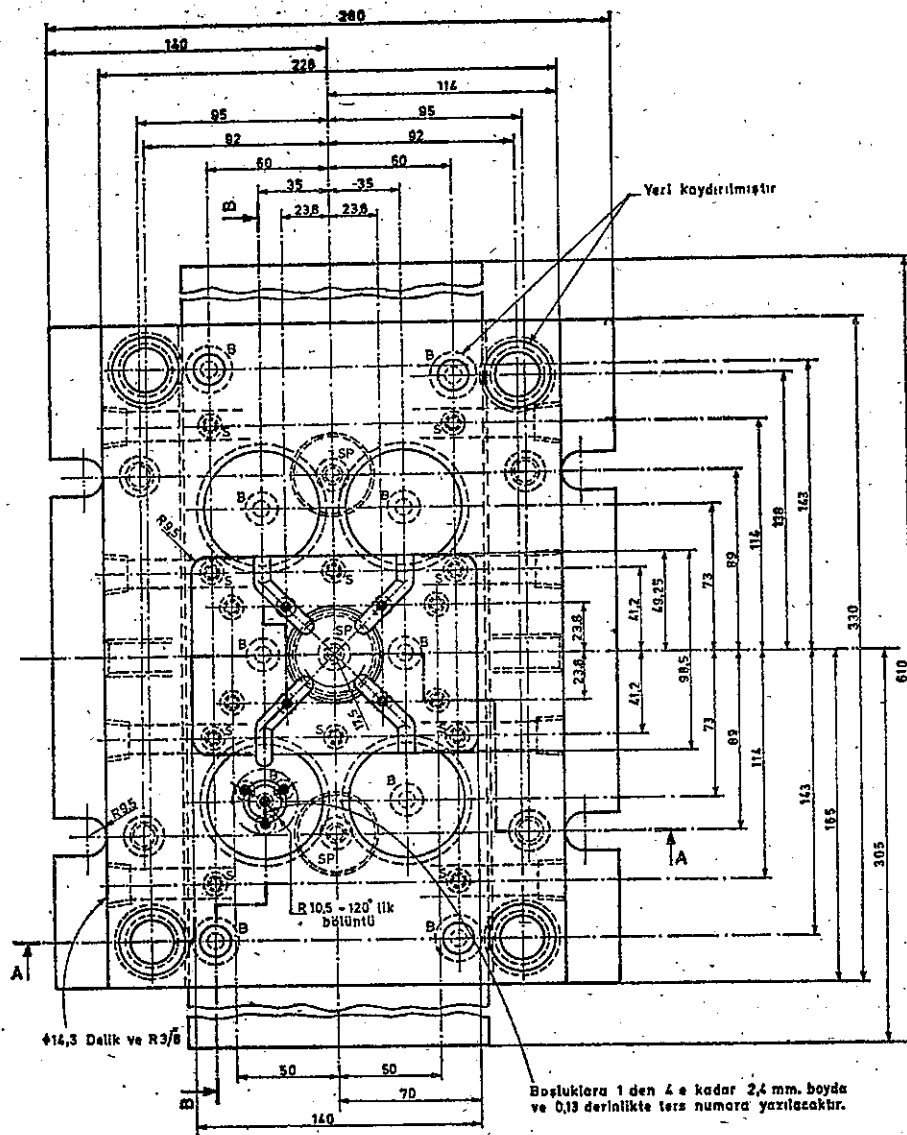 280
140
228
114
95
95
92
92
60
60
35
-35
23,8
23,8
B
Yeri kaydırılmıştır
B
B
S
S
SP
B
B
R9,5
S
S
S
SP
B
B
17,5
S
S
S
B
B
SP
R9,5
S
S
B
B
23,8
23,8
41,2
41,2
49,25
98,5
73
73
89
89
114
114
138
143
143
330
165
610
305
R 10,5 - 120° lik
bölüntü
A
A
ϕ14,3 Delik ve R3/8
50
50
70
140
B
Boşluklara 1 den 4 e kadar 2,4 mm. boyda
ve 0,13 derinlikte ters numara yazılacaktır.